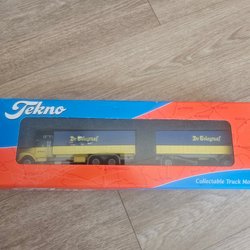 Tekno
De Telegraaf
De Telegraaf
Collectable Truck Mo